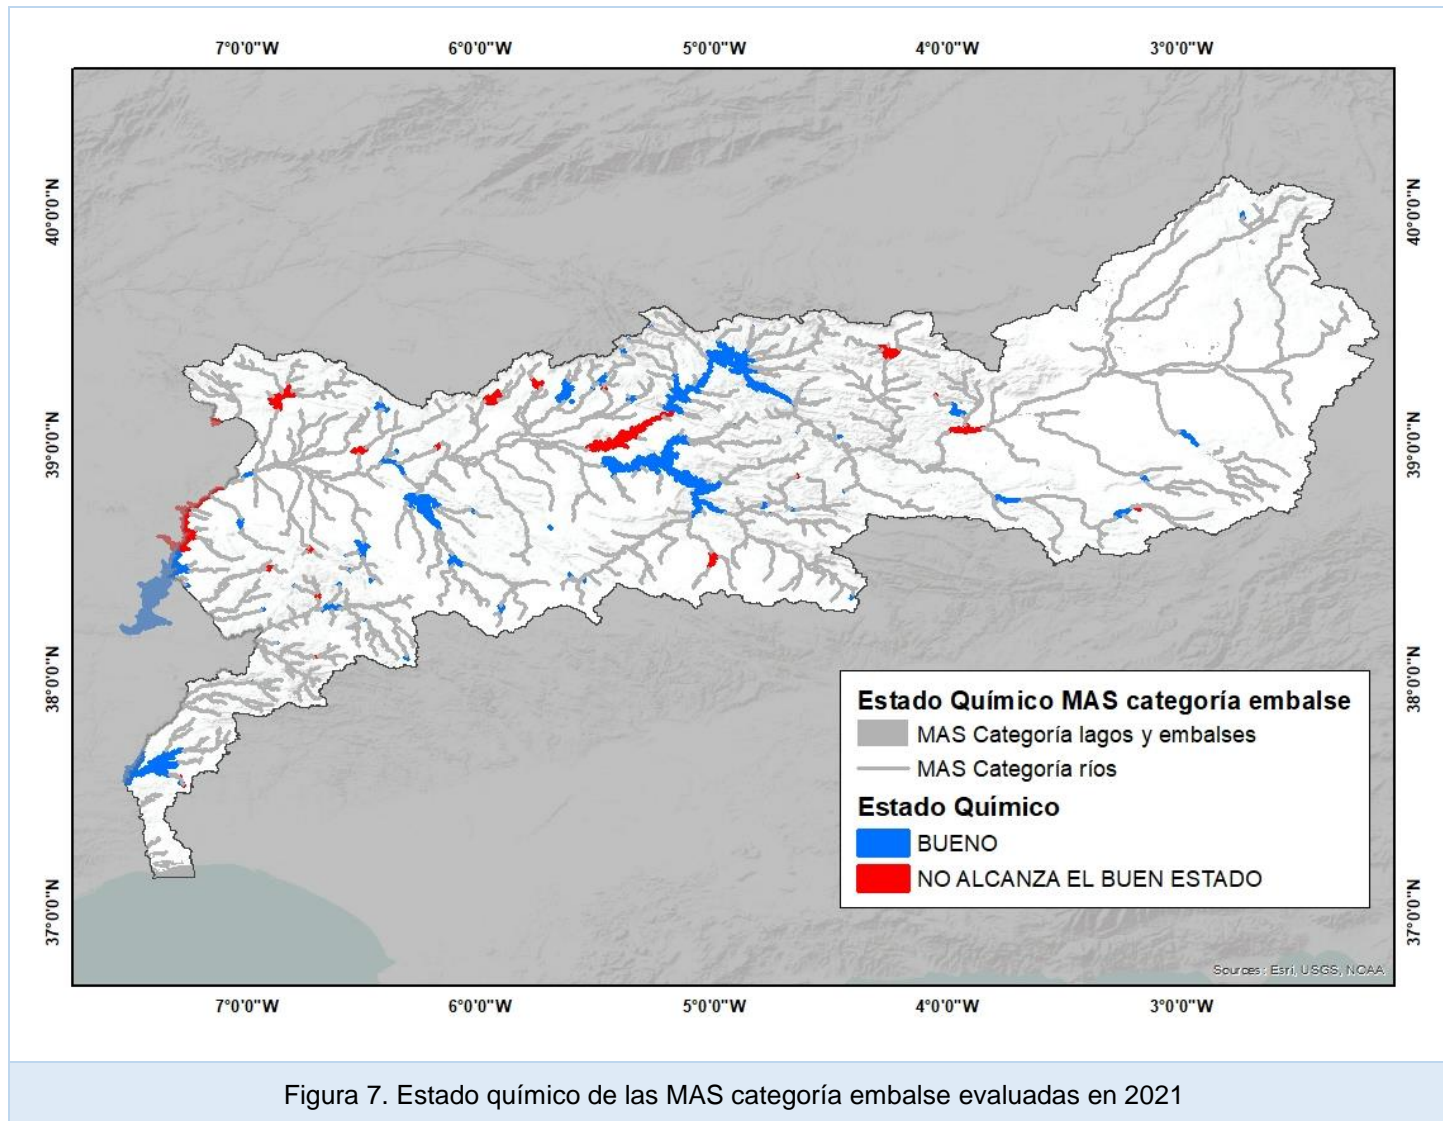 7°0'0"W 6°0'0"W 5°0'0"W 4°0'0"W 3°0'0"W
40°0'0"N
40°0'0"N
39°0'0"N
39°0'0"N
38°0'0"N
38°0'0"N
37°0'0"N
37°0'0"N
Estado Químico MAS categoría embalse
MAS Categoría lagos y embalses
MAS Categoría ríos
Estado Químico
BUENO
NO ALCANZA EL BUEN ESTADO
Sources: Esri, USGS, NOAA
7°0'0"W 6°0'0"W 5°0'0"W 4°0'0"W 3°0'0"W
Figura 7. Estado químico de las MAS categoría embalse evaluadas en 2021